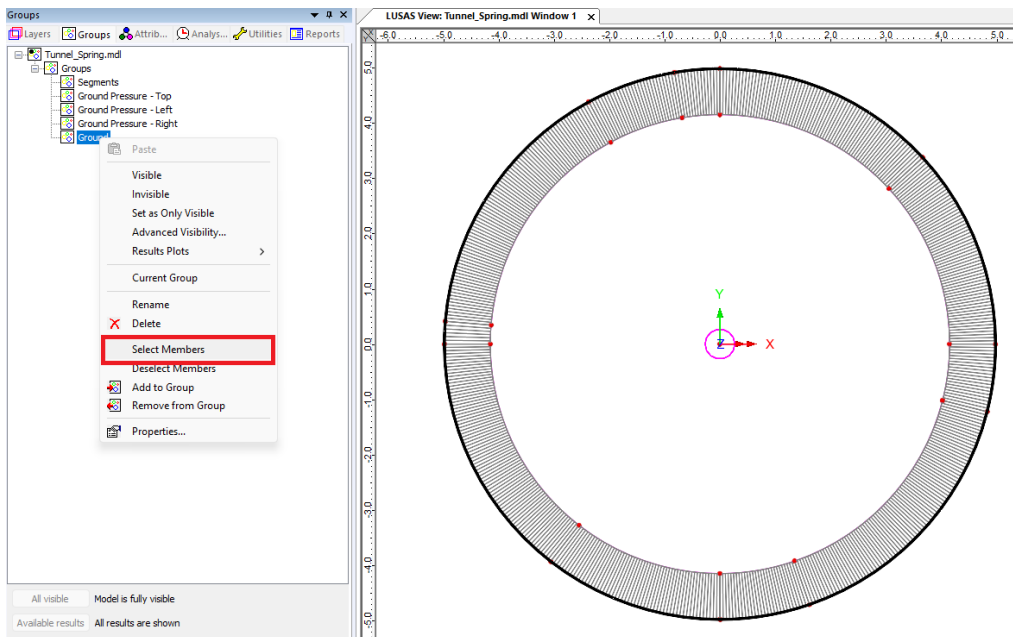 Groups
Layers Groups Attrib... Analys... Utilities Reports
Tunnel_Spring.mdl
Groups
Segments
Ground Pressure - Top
Ground Pressure - Left
Ground Pressure - Right
Ground
Paste
Visible
Invisible
Set as Only Visible
Advanced Visibility...
Results Plots
Current Group
Rename
Delete
Select Members
Deselect Members
Add to Group
Remove from Group
Properties...
All visible Model is fully visible
Available results All results are shown
LUSAS View: Tunnel_Spring.mdl Window 1
-6.0 -5.0 -4.0 -3.0 -2.0 -1.0 0.0 1.0 2.0 3.0 4.0 5.0
5.0
4.0
3.0
2.0
1.0
0.0
-1.0
-2.0
-3.0
-4.0
-5.0
Y
Z X